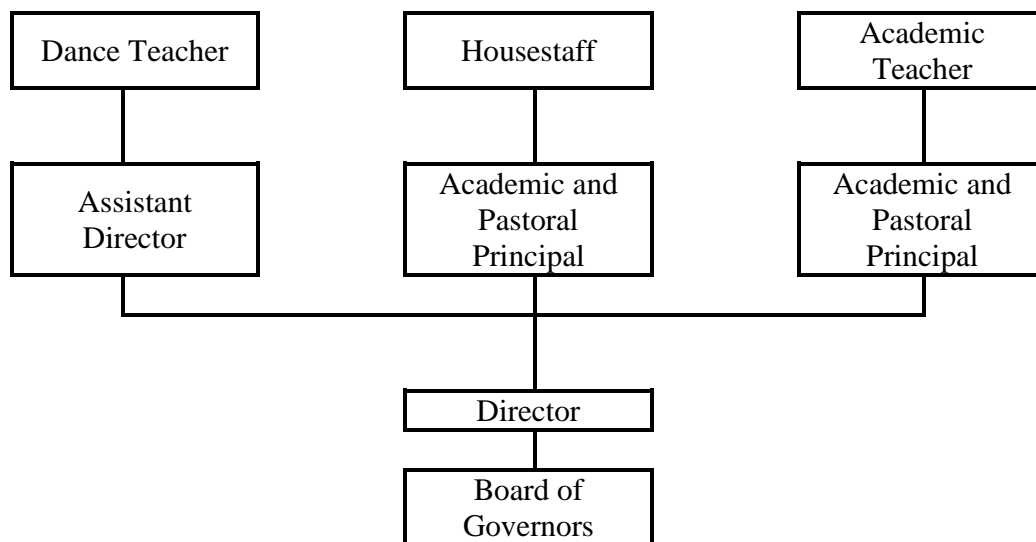 Dance Teacher
Housestaff
Academic
Teacher
Assistant
Director
Academic and
Pastoral
Principal
Academic and
Pastoral
Principal
Director
Board of
Governors